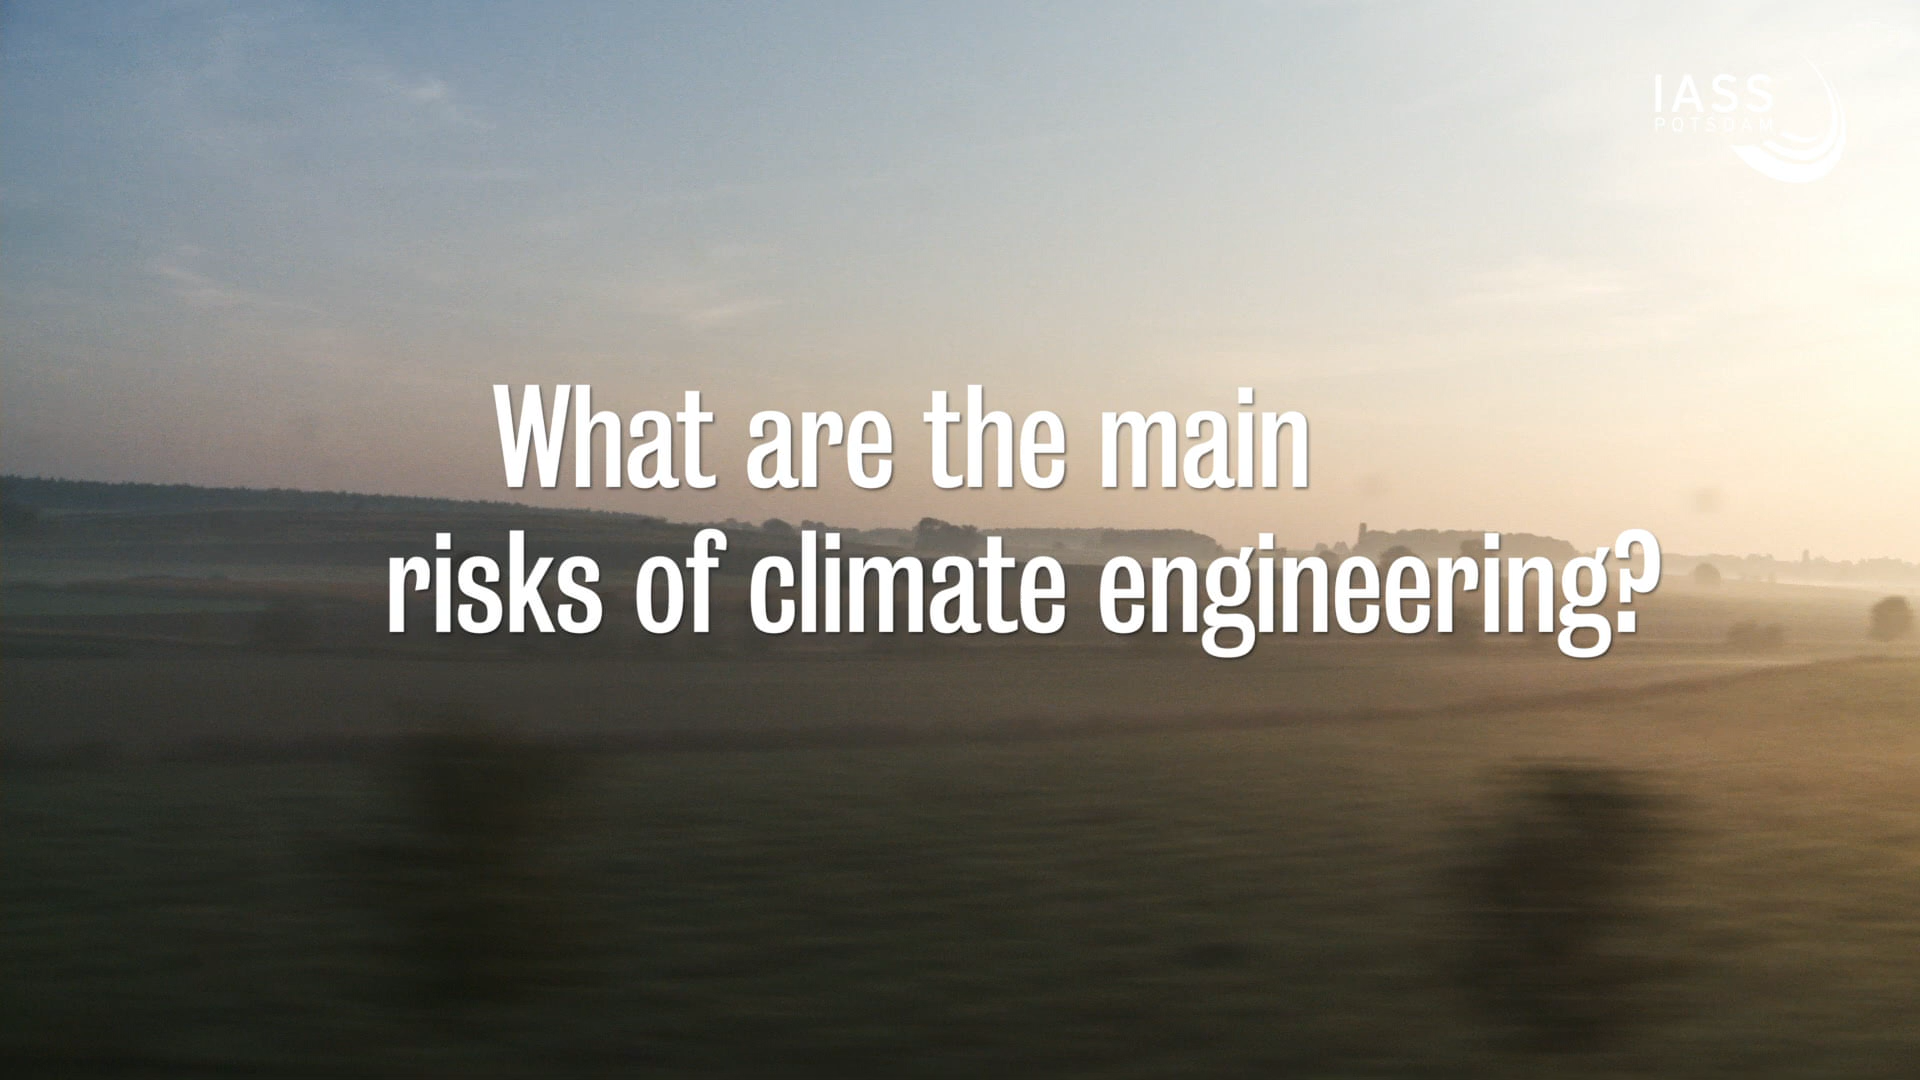 IASS
POTSDAM
What are the main
risks of climate engineering?